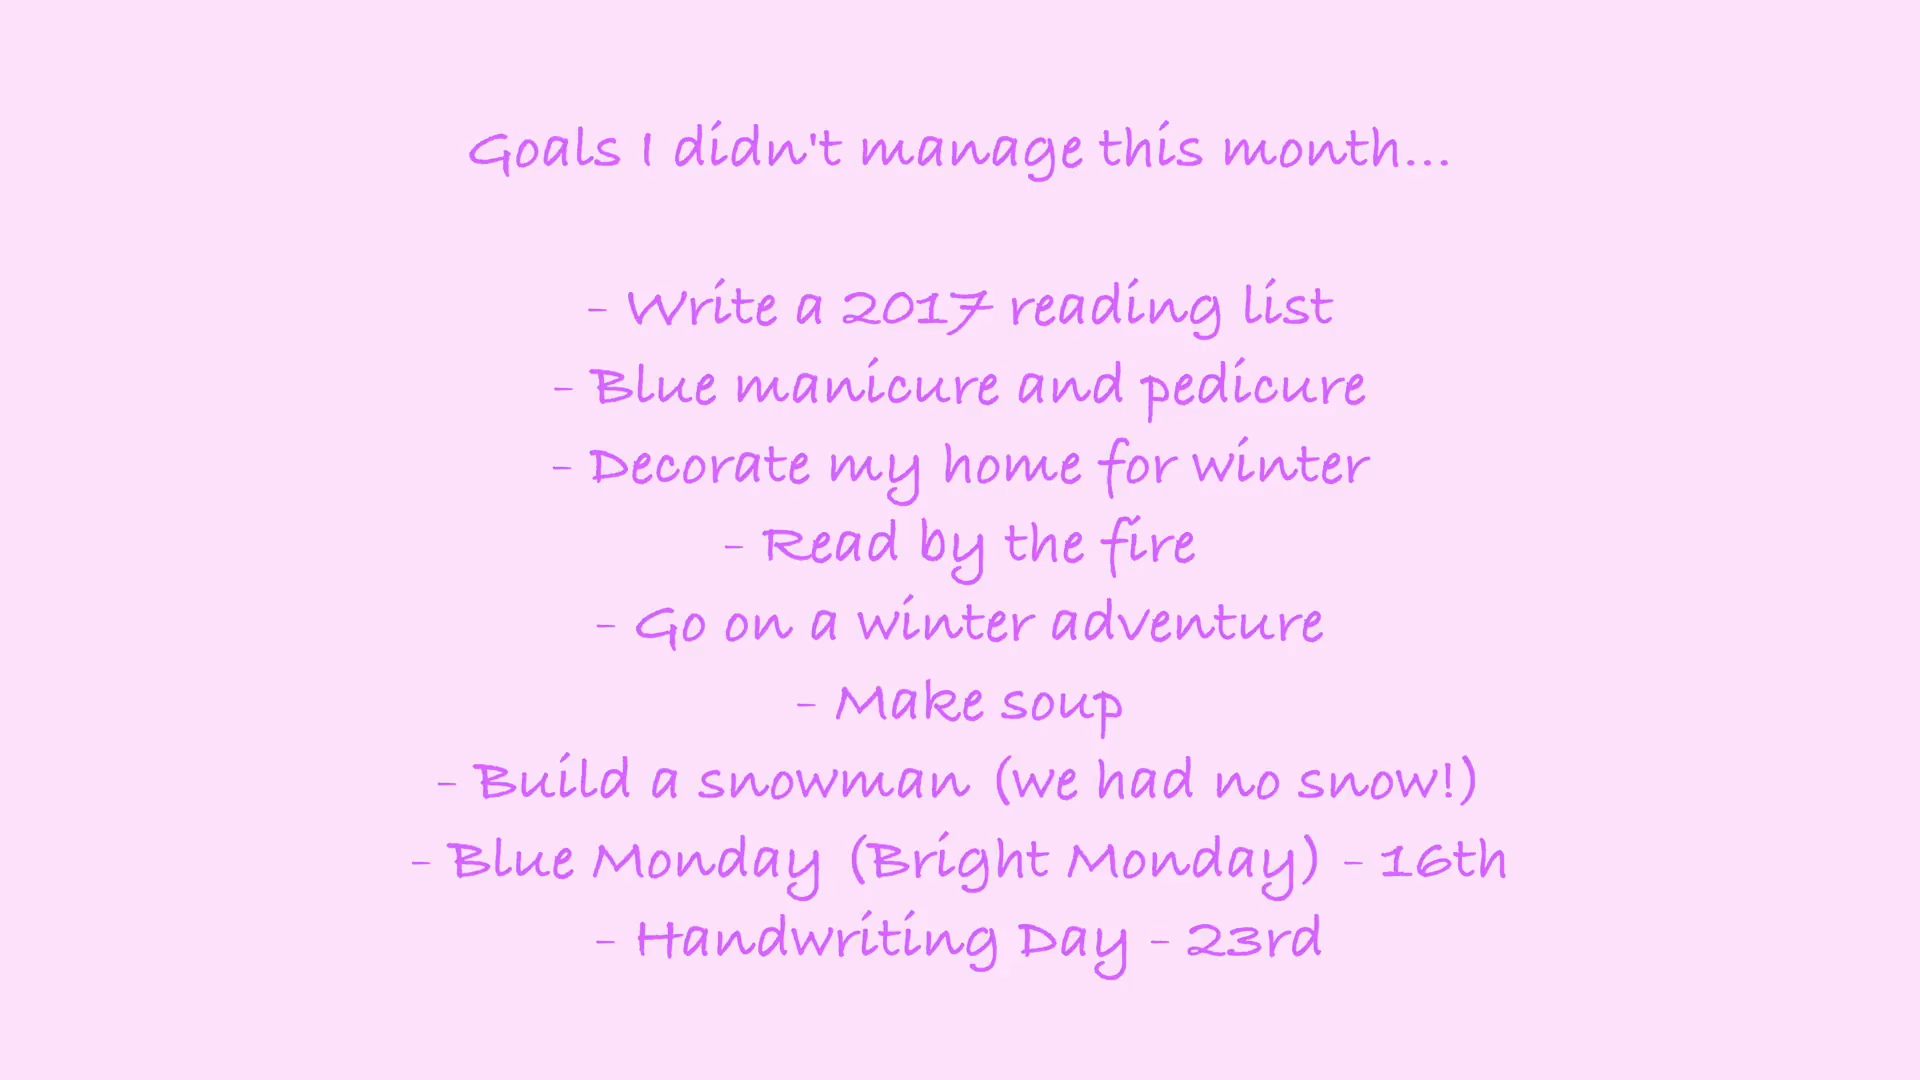 Goals I didn't manage this month...
- Write a 2017 reading list
- Blue manicure and pedicure
- Decorate my home for winter
- Read by the fire
- Go on a winter adventure
- Make soup
- Build a snowman (we had no snow!)
- Blue Monday (Bright Monday) - 16th
- Handwriting Day - 23rd